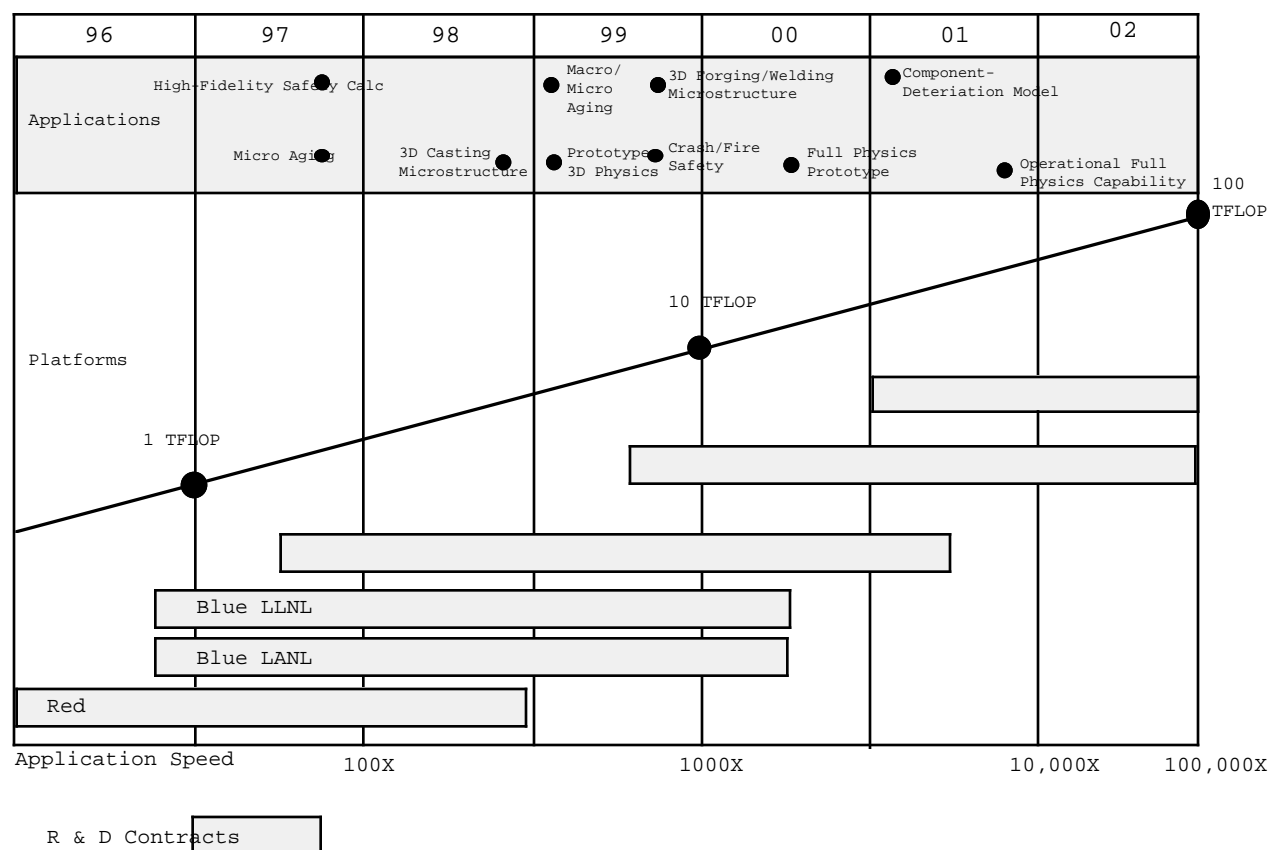 96 97 98 99 00 01 02
High-Fidelity Safety Calc
Macro/
Micro
Aging
3D Forging/Welding
Microstructure
Component-
Deteriation Model
Applications
Micro Aging
3D Casting
Microstructure
Prototype
3D Physics
Crash/Fire
Safety
Full Physics
Prototype
Operational Full
Physics Capability
100
TFLOP
10 TFLOP
Platforms
1 TFLOP
Blue LLNL
Blue LANL
Red
Application Speed 100X 1000X 10,000X 100,000X
R & D Contracts